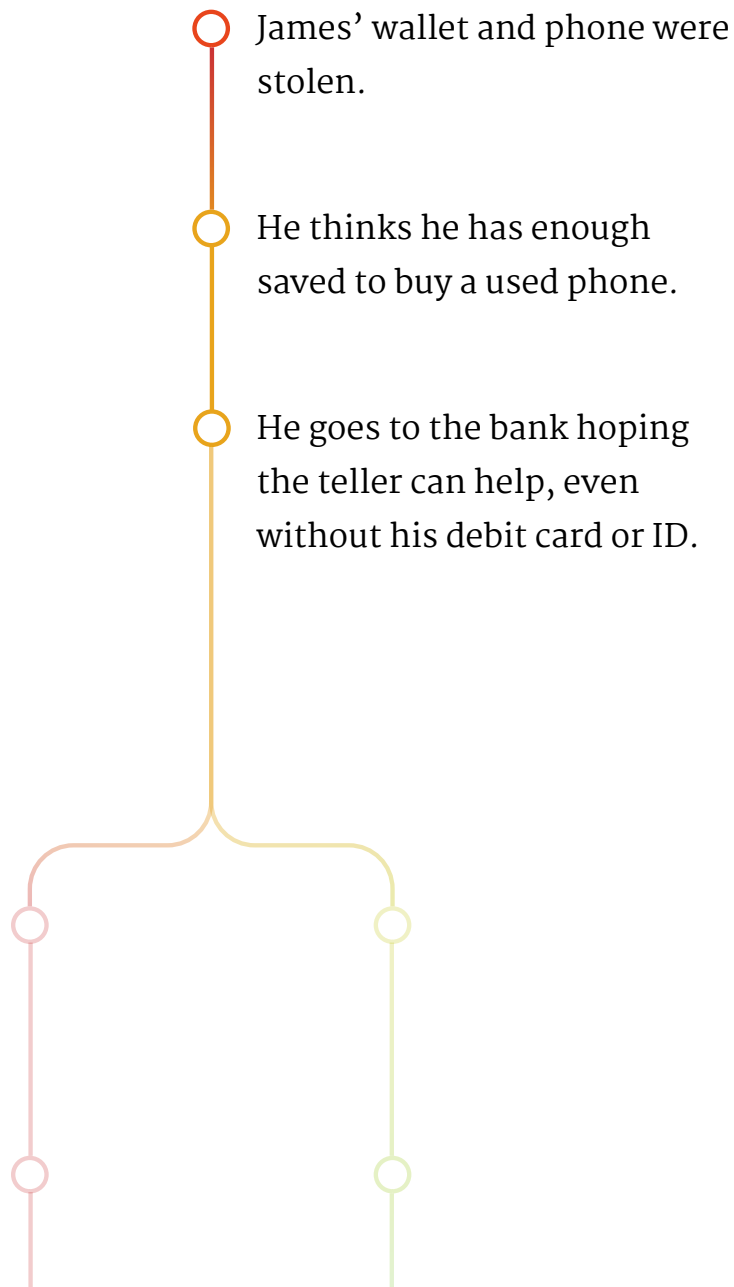 James’ wallet and phone were
stolen.
He thinks he has enough
saved to buy a used phone.
He goes to the bank hoping
the teller can help, even
without his debit card or ID.